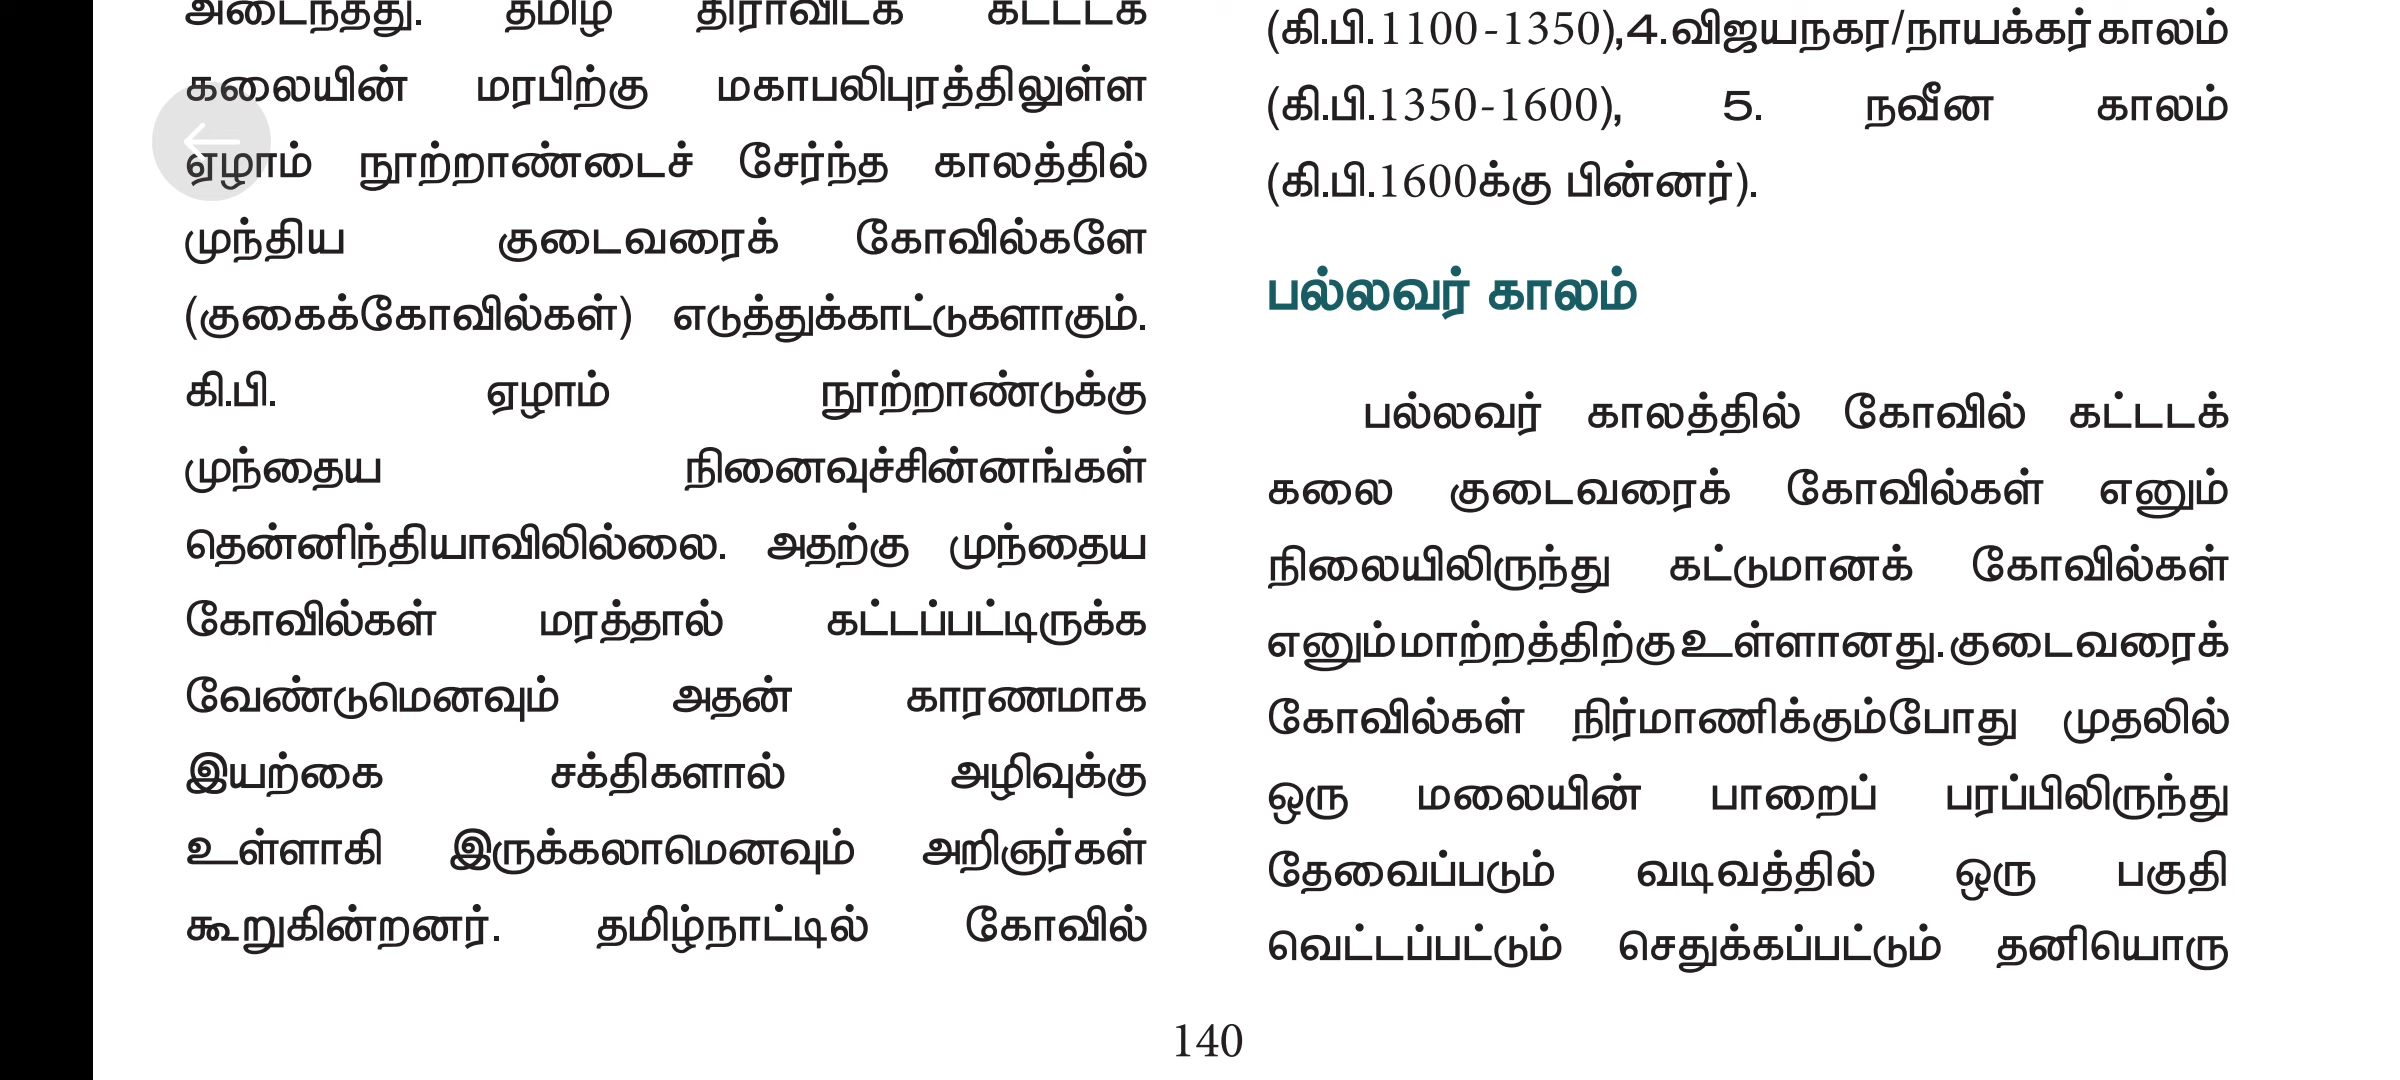 அடைந்தது. தமிழ் திராவிடக் கட்டடக்
கலையின் மரபிற்கு மகாபலிபுரத்திலுள்ள
ஏழாம் நூற்றாண்டைச் சேர்ந்த காலத்தில்
முந்திய குடைவரைக் கோவில்களே
(குகைக்கோவில்கள்) எடுத்துக்காட்டுகளாகும்.
கி.பி. ஏழாம் நூற்றாண்டுக்கு
முந்தைய நினைவுச்சின்னங்கள்
தென்னிந்தியாவிலில்லை. அதற்கு முந்தைய
கோவில்கள் மரத்தால் கட்டப்பட்டிருக்க
வேண்டுமெனவும் அதன் காரணமாக
இயற்கை சக்திகளால் அழிவுக்கு
உள்ளாகி இருக்கலாமெனவும் அறிஞர்கள்
கூறுகின்றனர். தமிழ்நாட்டில் கோவில்
(கி.பி.1100-1350),4.விஜயநகர/நாயக்கர் காலம்
(கி.பி.1350-1600), 5. நவீன காலம்
(கி.பி.1600க்கு பின்னர்).
பல்லவர் காலம்
பல்லவர் காலத்தில் கோவில் கட்டடக்
கலை குடைவரைக் கோவில்கள் எனும்
நிலையிலிருந்து கட்டுமானக் கோவில்கள்
எனும் மாற்றத்திற்கு உள்ளானது. குடைவரைக்
கோவில்கள் நிர்மாணிக்கும்போது முதலில்
ஒரு மலையின் பாறைப் பரப்பிலிருந்து
தேவைப்படும் வடிவத்தில் ஒரு பகுதி
வெட்டப்பட்டும் செதுக்கப்பட்டும் தனியொரு
140